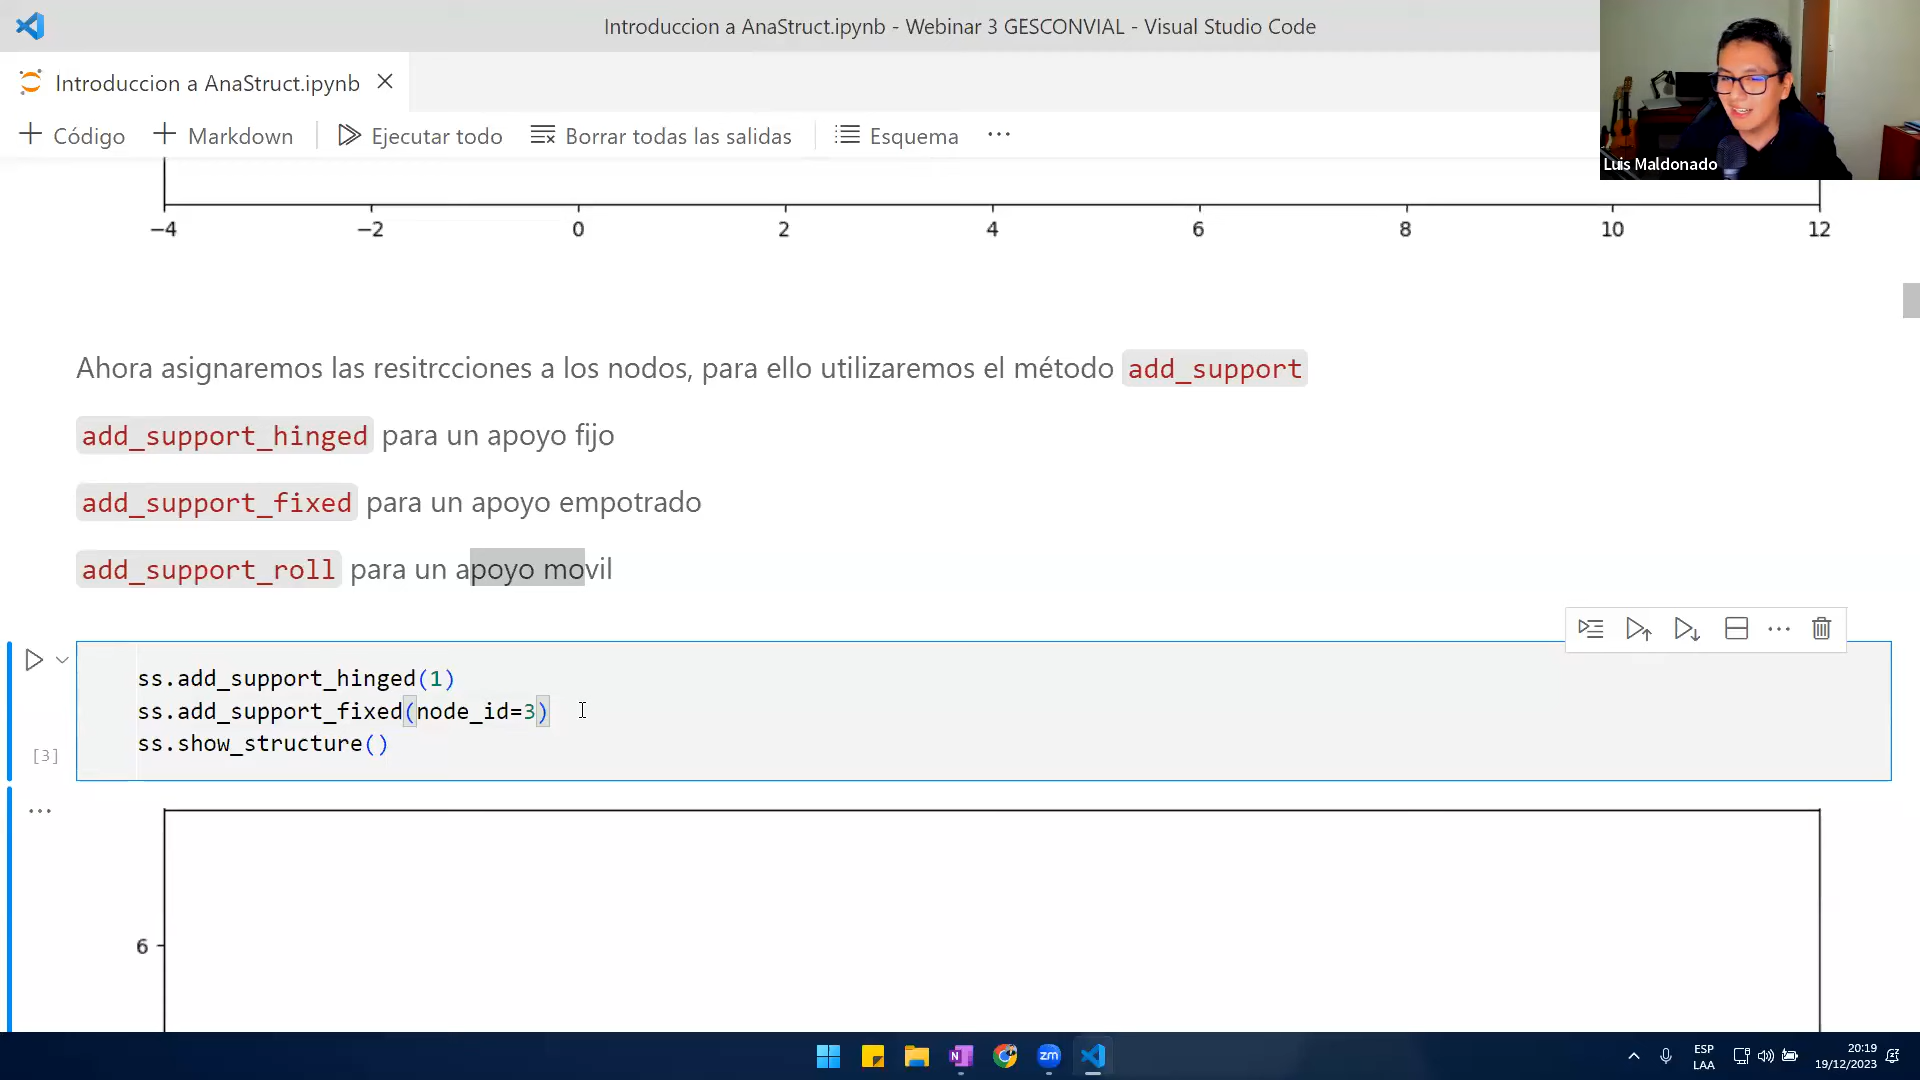 Introduccion a AnaStruct.ipynb - Webinar 3 GESCONVIAL - Visual Studio Code
Introduccion a AnaStruct.ipynb
Código Markdown Ejecutar todo Borrar todas las salidas Esquema ...
Luis Maldonado
−4 −2 0 2 4 6 8 10 12
Ahora asignaremos las resitrcciones a los nodos, para ello utilizaremos el método add_support
add_support_hinged para un apoyo fijo
add_support_fixed para un apoyo empotrado
add_support_roll para un apoyo movil
ss.add_support_hinged(1)
ss.add_support_fixed(node_id=3)
ss.show_structure()
[3]
6
zm
ESP
LAA
20:19
19/12/2023